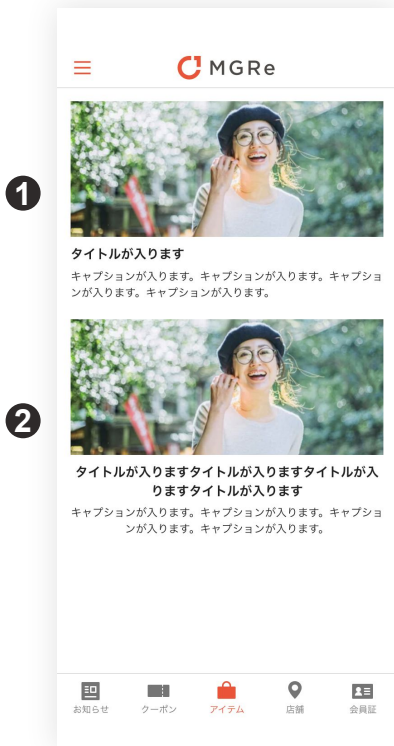 MGRe
1
タイトルが入ります
キャプションが入ります。キャプションが入ります。キャプショ
ンが入ります。キャプションが入ります。
2
タイトルが入りますタイトルが入りますタイトルが入
りますタイトルが入ります
キャプションが入ります。キャプションが入ります。キャプショ
ンが入ります。キャプションが入ります。
お知らせ クーポン アイテム 店舗 会員証